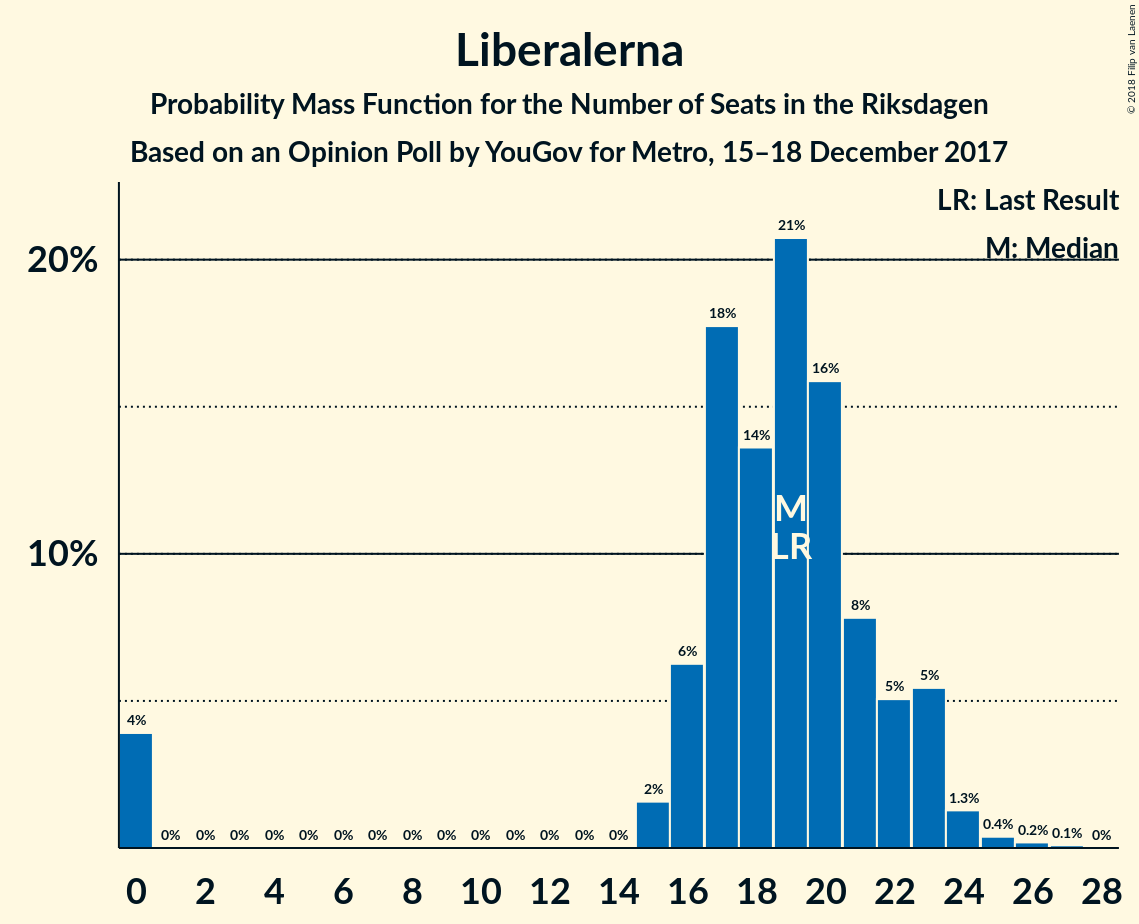 © 2018 Filip van Laenen
Liberalerna
Probability Mass Function for the Number of Seats in the Riksdagen
Based on an Opinion Poll by YouGov for Metro, 15–18 December 2017
LR: Last Result
M: Median
20%
10%
4% 0% 0% 0% 0% 0% 0% 0% 0% 0% 0% 0% 0% 0% 0% 2% 6% 18% 14% 21% 16% 8% 5% 5% 1.3% 0.4% 0.2% 0.1% 0%
M
LR
0 2 4 6 8 10 12 14 16 18 20 22 24 26 28